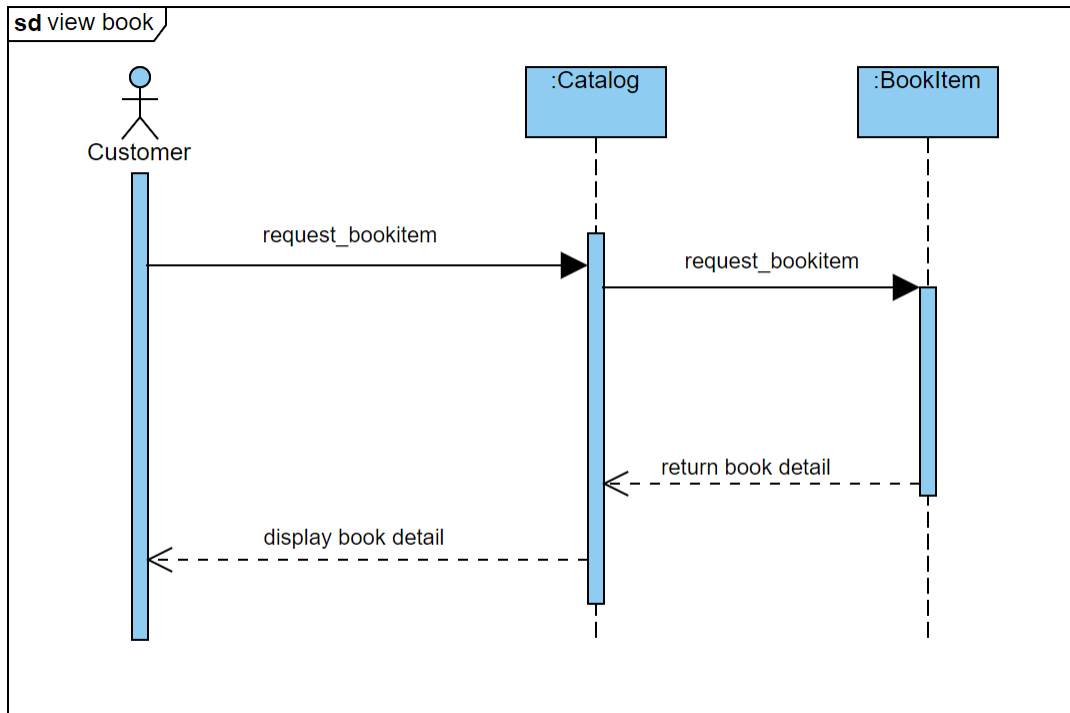 sd view book
:Catalog
:BookItem
Customer
request_bookitem
request_bookitem
return book detail
display book detail